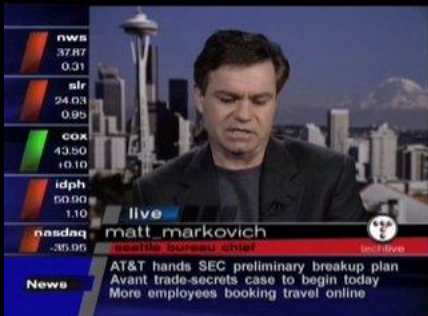 nws
37.87
0.31
slr
24.03
0.95
cox
43.50
+0.10
idph
50.90
1.10
nasdaq
-35.95
live
matt_markovich
seattle bureau chief
techlive
News
AT&T hands SEC preliminary breakup plan
Avant trade-secrets case to begin today
More employees booking travel online